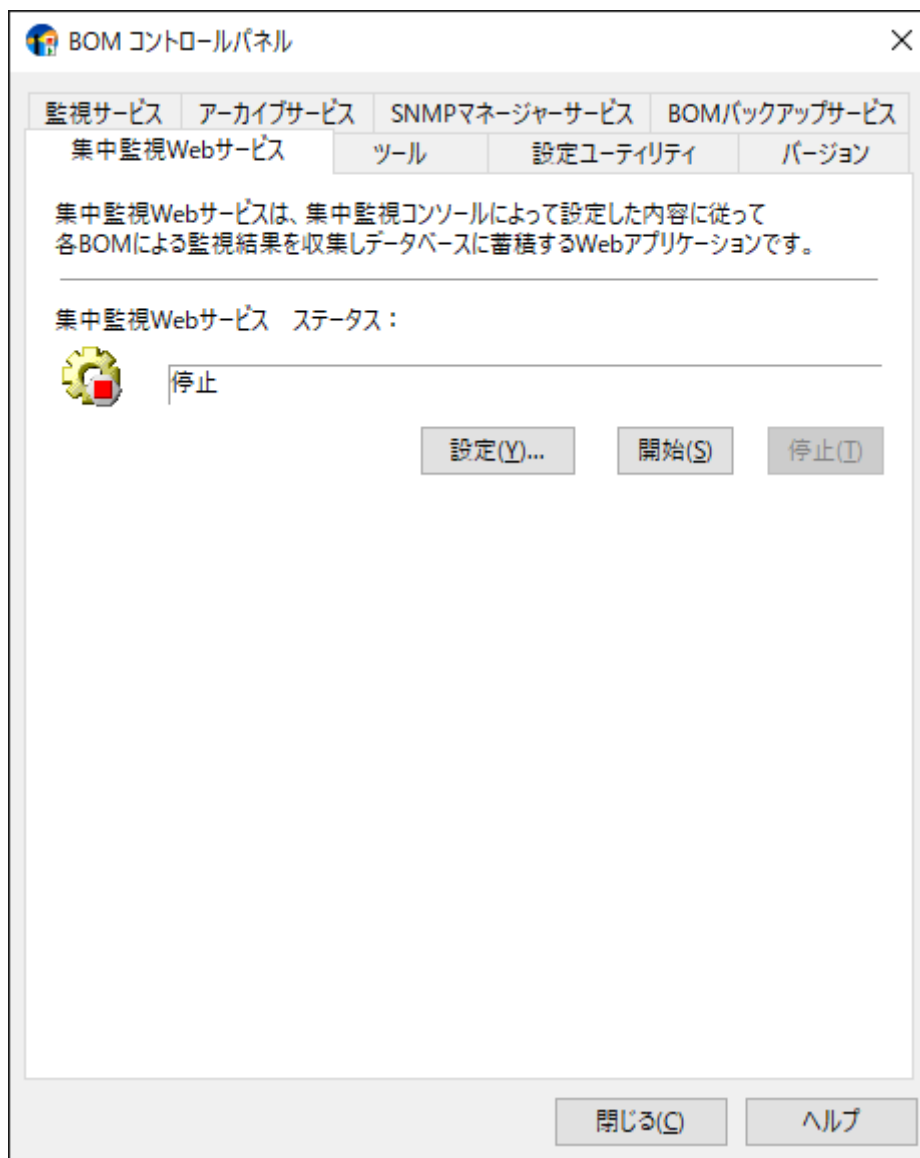 BOM コントロールパネル
監視サービス アーカイブサービス SNMPマネージャーサービス BOMバックアップサービス
集中監視Webサービス ツール 設定ユーティリティ バージョン
集中監視Webサービスは、集中監視コンソールによって設定した内容に従って
各BOMによる監視結果を収集しデータベースに蓄積するWebアプリケーションです。
集中監視Webサービス　ステータス：
停止
設定(Y)... 開始(S) 停止(T)
閉じる(C) ヘルプ